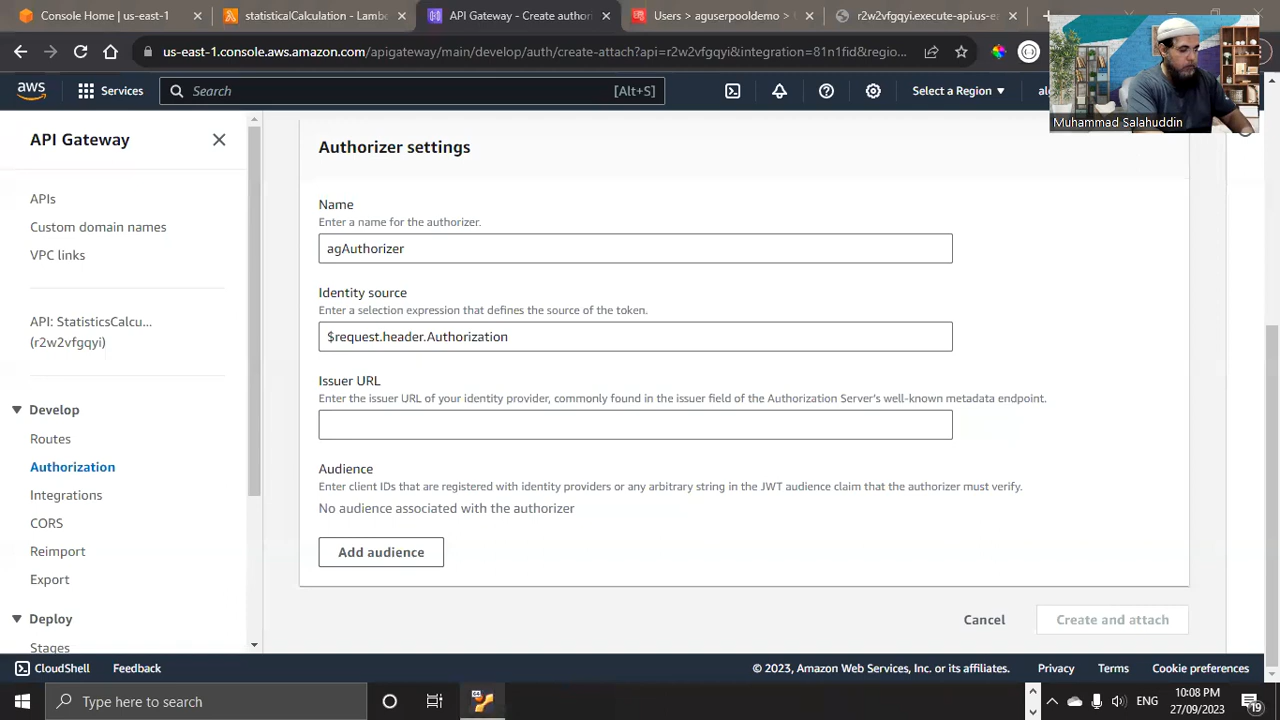 Home | us-east-1
statisticalCalculation - Lambd
API Gateway - Create authori
Users > aguserpooldemo >
r2w2vfgqyi.execute-api.us-ea
us-east-1.console.aws.amazon.com/apigateway/main/develop/auth/create-attach?api=r2w2vfgqyi&integration=81n1fid&regio...
aws
Services
Search
[Alt+S]
Select a Region
Muhammad Salahuddin
API Gateway
APIs
Custom domain names
VPC links
API: StatisticsCalcu...
(r2w2vfgqyi)
Develop
Routes
Authorization
Integrations
CORS
Reimport
Export
Deploy
Stages
Authorizer settings
Name
Enter a name for the authorizer.
agAuthorizer
Identity source
Enter a selection expression that defines the source of the token.
$request.header.Authorization
Issuer URL
Enter the issuer URL of your identity provider, commonly found in the issuer field of the Authorization Server's well-known metadata endpoint.
Audience
Enter client IDs that are registered with identity providers or any arbitrary string in the JWT audience claim that the authorizer must verify.
No audience associated with the authorizer
Add audience
Cancel
Create and attach
CloudShell
Feedback
© 2023, Amazon Web Services, Inc. or its affiliates.
Privacy
Terms
Cookie preferences
Type here to search
ENG
10:08 PM
27/09/2023
19